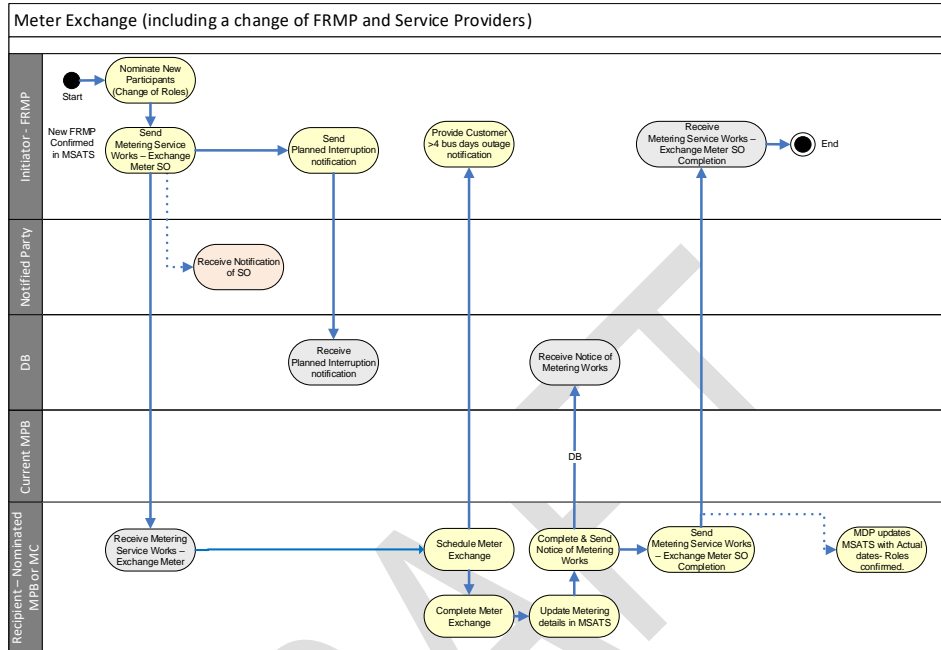 Meter Exchange (including a change of FRMP and Service Providers)
Initiator - FRMP
Start
New FRMP
Confirmed
in MSATS
Nominate New
Participants
(Change of Roles)
Send
Metering Service
Works – Exchange
Meter SO
Send
Planned Interruption
notification
Provide Customer
>4 bus days outage
notification
Receive
Metering Service Works –
Exchange Meter SO
Completion
End
Notified Party
Receive Notification
of SO
DB
Receive
Planned Interruption
notification
Receive Notice of
Metering Works
Current MPB
DB
Recipient – Nominated
MPB or MC
Receive Metering
Service Works –
Exchange Meter
Schedule Meter
Exchange
Complete & Send
Notice of Metering
Works
Send
Metering Service Works
– Exchange Meter SO
Completion
MDP updates
MSATS with Actual
dates- Roles
confirmed.
Complete Meter
Exchange
Update Metering
details in MSATS
DRAFT